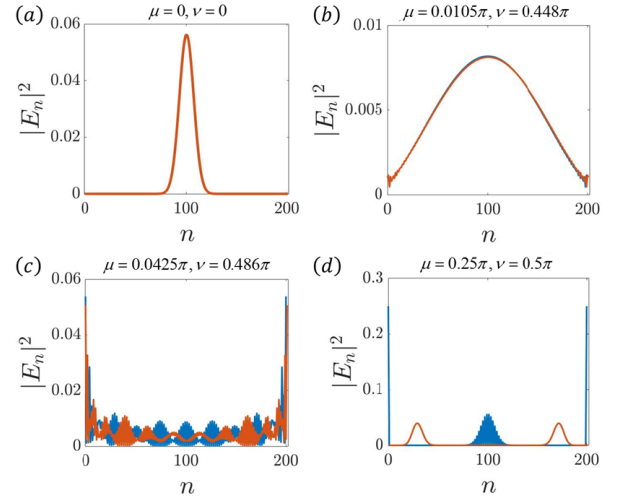 (a) μ = 0, ν = 0
0.06
0.04
0.02
0
|E_n|^2
0 100 200
n
(b) μ = 0.0105π, ν = 0.448π
0.01
0.005
0
|E_n|^2
0 100 200
n
(c) μ = 0.0425π, ν = 0.486π
0.06
0.04
0.02
0
|E_n|^2
0 100 200
n
(d) μ = 0.25π, ν = 0.5π
0.3
0.2
0.1
0
|E_n|^2
0 100 200
n